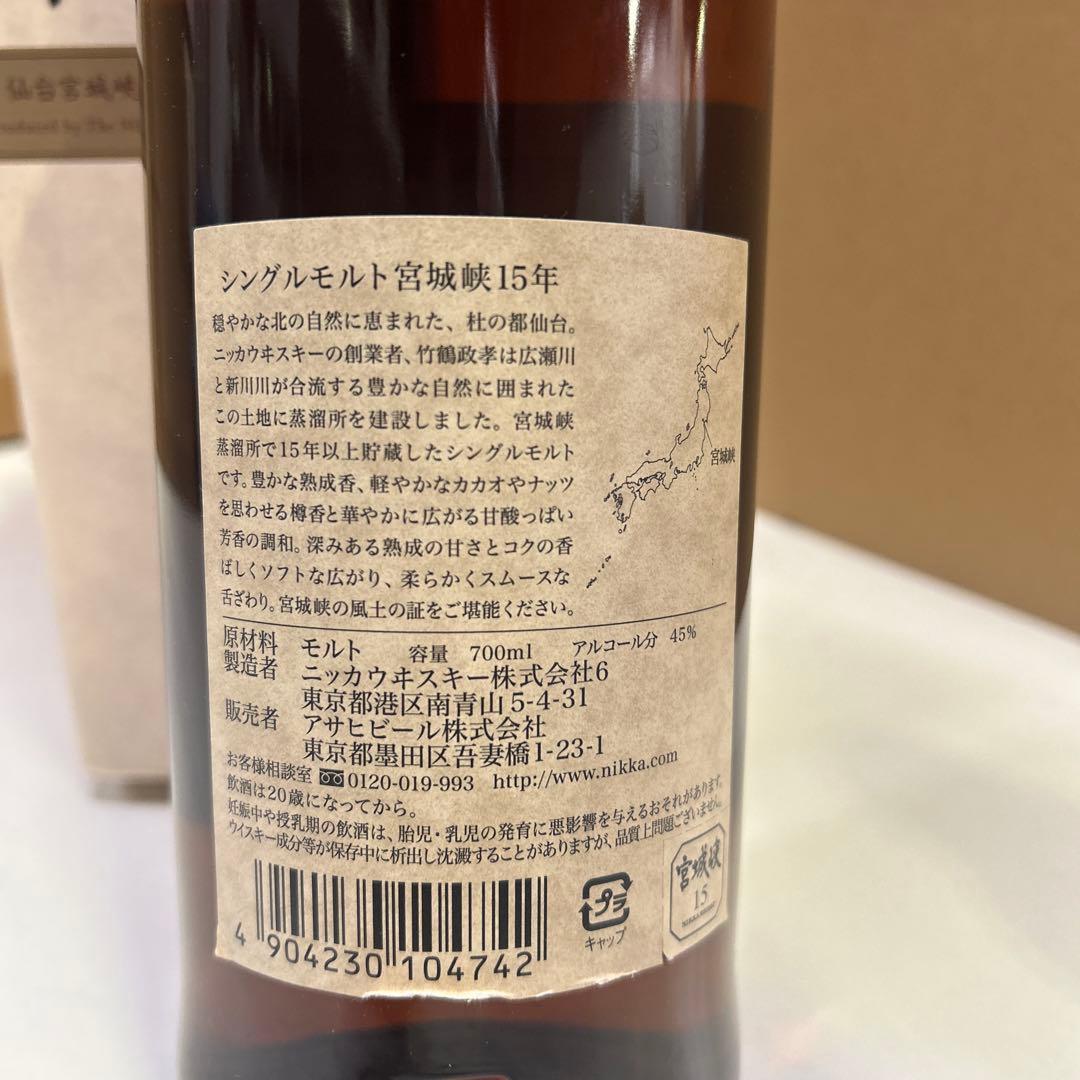 仙台宮城峡
シングルモルト宮城峡15年
穏やかな北の自然に恵まれた、杜の都仙台。
ニッカウヰスキーの創業者、竹鶴政孝は広瀬川
と新川川が合流する豊かな自然に囲まれた
この土地に蒸溜所を建設しました。宮城峡
蒸溜所で15年以上貯蔵したシングルモルト
です。豊かな熟成香、軽やかなカカオやナッツ
を思わせる樽香と華やかに広がる甘酸っぱい
芳香の調和。深みある熟成の甘さとコクの香
ばしくソフトな広がり、柔らかくスムースな
舌ざわり。宮城峡の風土の証をご堪能ください。
宮城峡
原材料 モルト 容量 700ml アルコール分 45%
製造者 ニッカウヰスキー株式会社6
東京都港区南青山5-4-31
販売者 アサヒビール株式会社
東京都墨田区吾妻橋1-23-1
お客様相談室 0120-019-993 http://www.nikka.com
飲酒は20歳になってから。
妊娠中や授乳期の飲酒は、胎児・乳児の発育に悪影響を与えるおそれがあります。
ウイスキー成分等が保存中に析出し沈澱することがありますが、品質上問題ございません。
4 904230 104742
プラ
キャップ
宮城峡
15